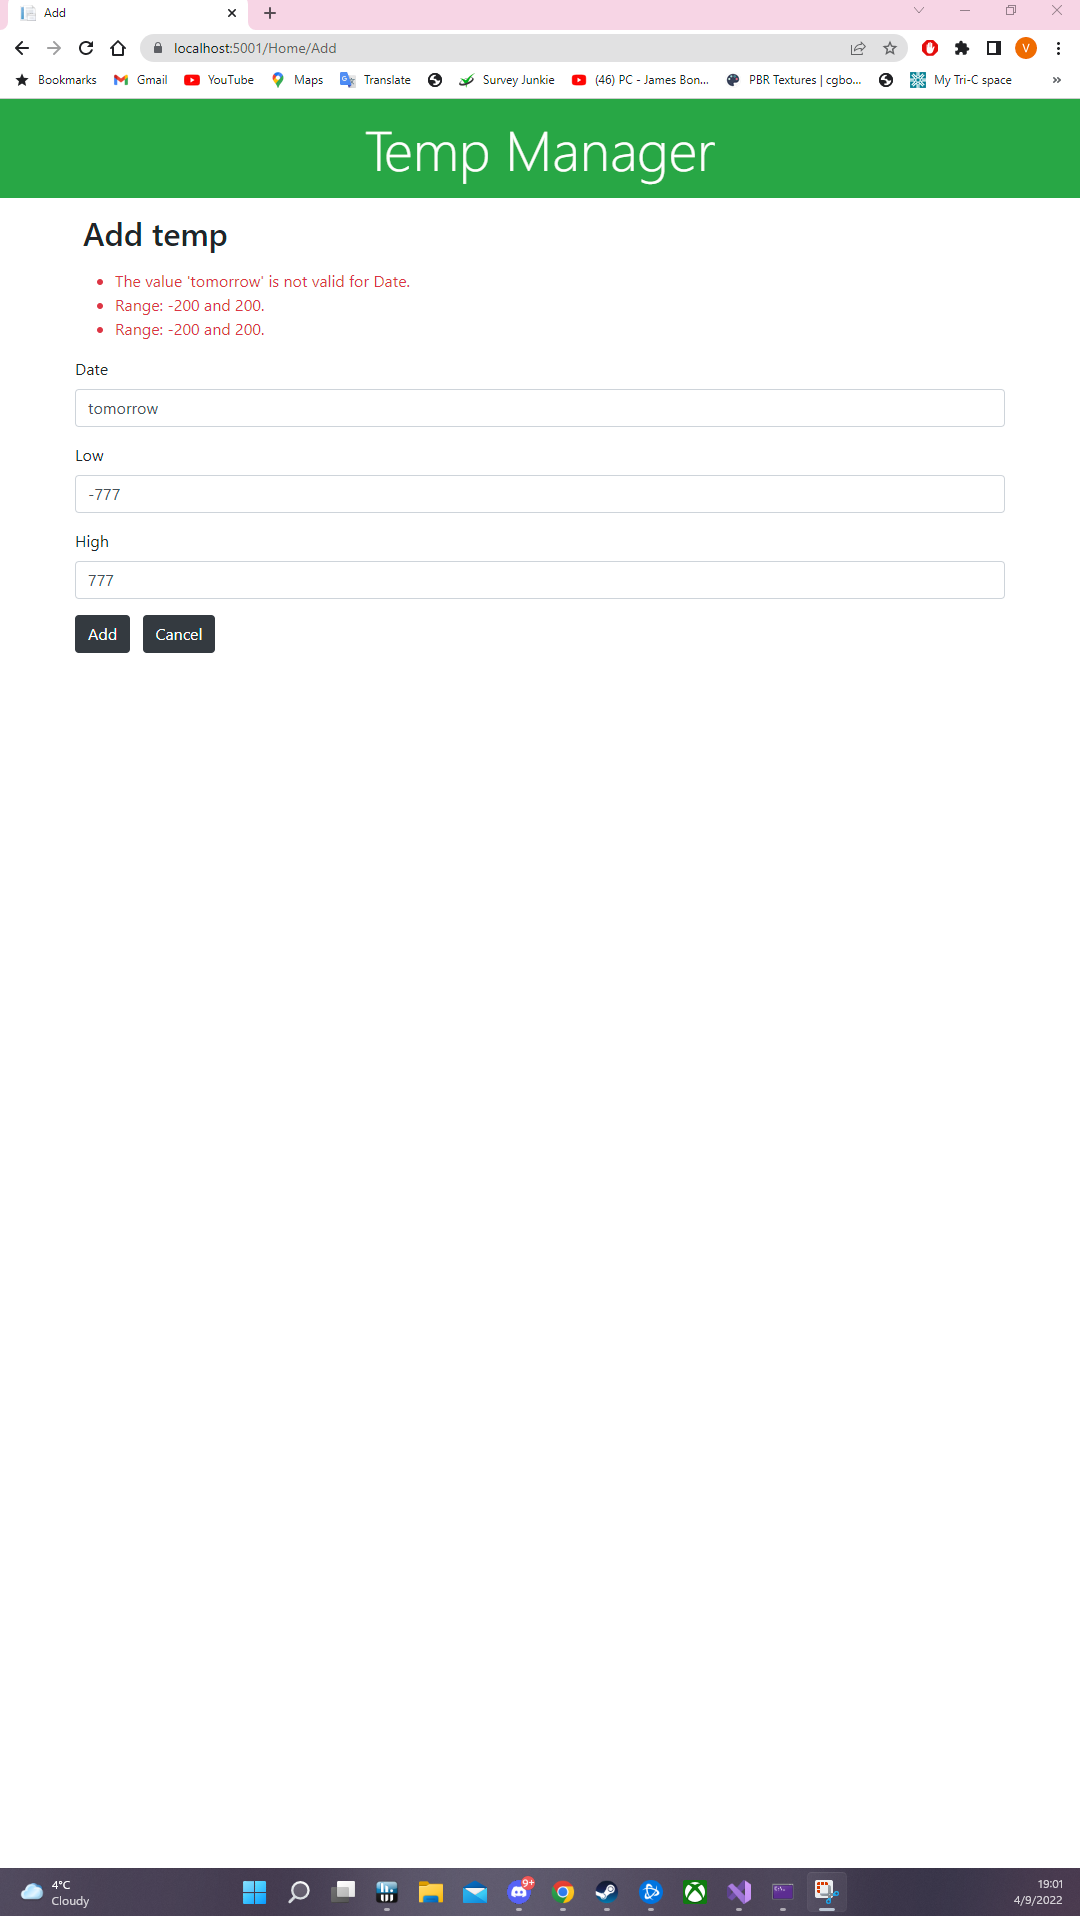 Add
localhost:5001/Home/Add
V
Bookmarks Gmail YouTube Maps Translate Survey Junkie (46) PC - James Bon... PBR Textures | cgbo... My Tri-C space »
Temp Manager
Add temp
The value 'tomorrow' is not valid for Date.
Range: -200 and 200.
Range: -200 and 200.
Date
tomorrow
Low
-777
High
777
Add Cancel
4°C
Cloudy
9+
19:01
4/9/2022